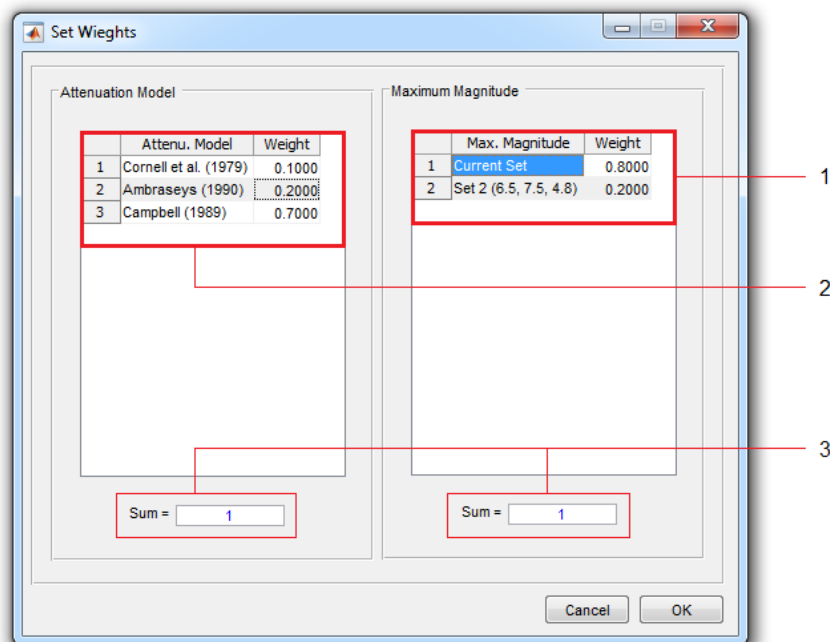 Set Wieghts
Attenuation Model
Attenu. Model Weight
1 Cornell et al. (1979) 0.1000
2 Ambraseys (1990) 0.2000
3 Campbell (1989) 0.7000
Sum = 1
Maximum Magnitude
Max. Magnitude Weight
1 Current Set 0.8000
2 Set 2 (6.5, 7.5, 4.8) 0.2000
Sum = 1
Cancel OK
1
2
3